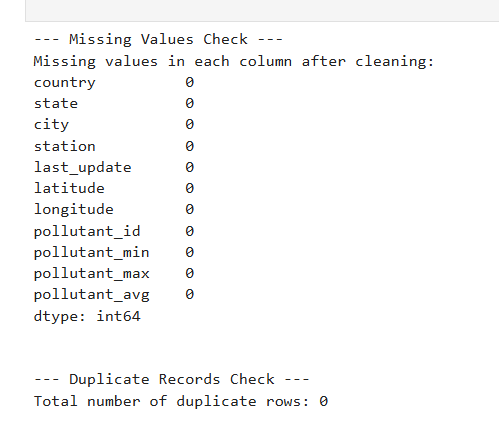 --- Missing Values Check ---
Missing values in each column after cleaning:
country          0
state            0
city             0
station          0
last_update      0
latitude         0
longitude        0
pollutant_id     0
pollutant_min    0
pollutant_max    0
pollutant_avg    0
dtype: int64
--- Duplicate Records Check ---
Total number of duplicate rows: 0